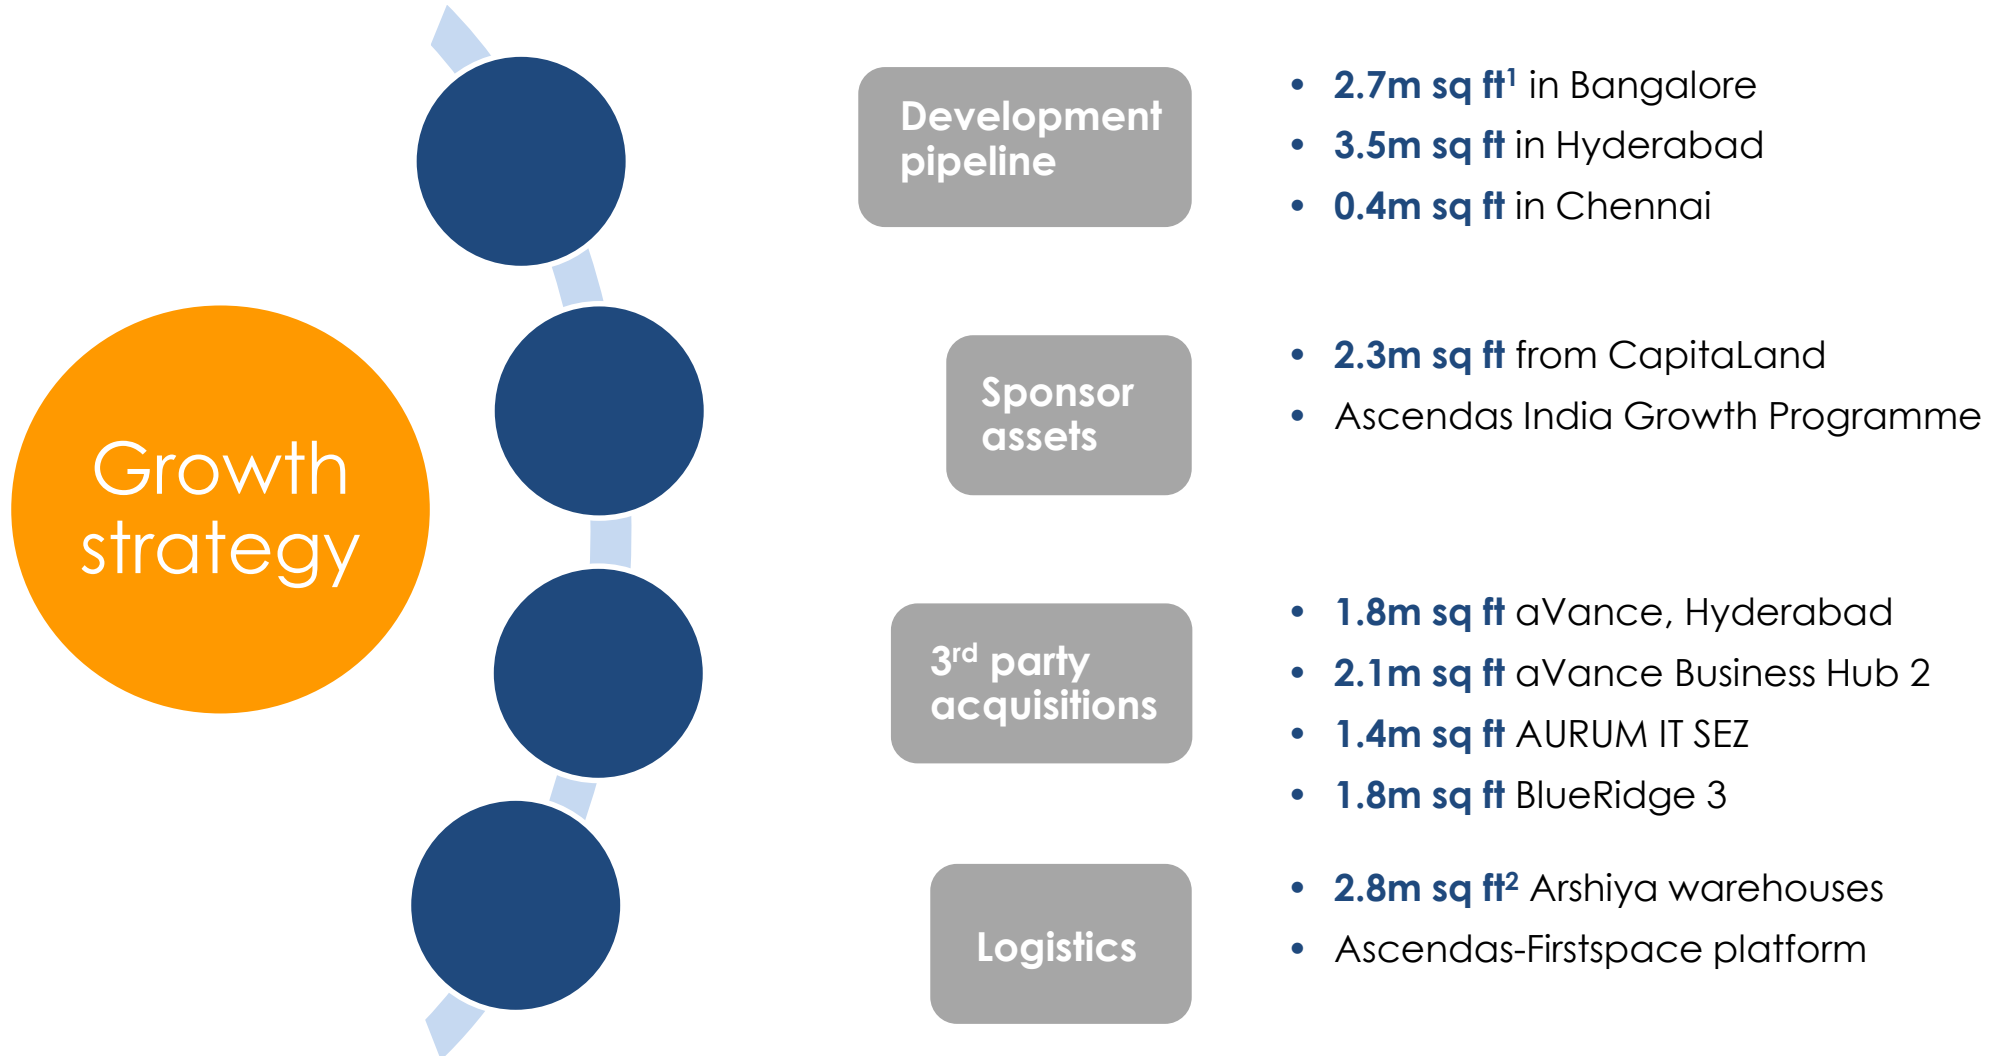 Growth
strategy
Development
pipeline
• 2.7m sq ft¹ in Bangalore
• 3.5m sq ft in Hyderabad
• 0.4m sq ft in Chennai
Sponsor
assets
• 2.3m sq ft from CapitaLand
• Ascendas India Growth Programme
3rd party
acquisitions
• 1.8m sq ft aVance, Hyderabad
• 2.1m sq ft aVance Business Hub 2
• 1.4m sq ft AURUM IT SEZ
• 1.8m sq ft BlueRidge 3
Logistics
• 2.8m sq ft² Arshiya warehouses
• Ascendas-Firstspace platform